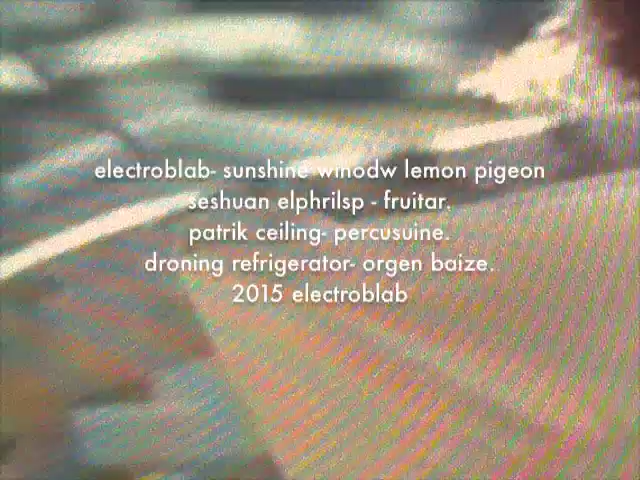 electroblab- sunshine winodw lemon pigeon
seshuan elphrilsp - fruitar.
patrik ceiling- percusuine.
droning refrigerator- orgen baize.
2015 electroblab